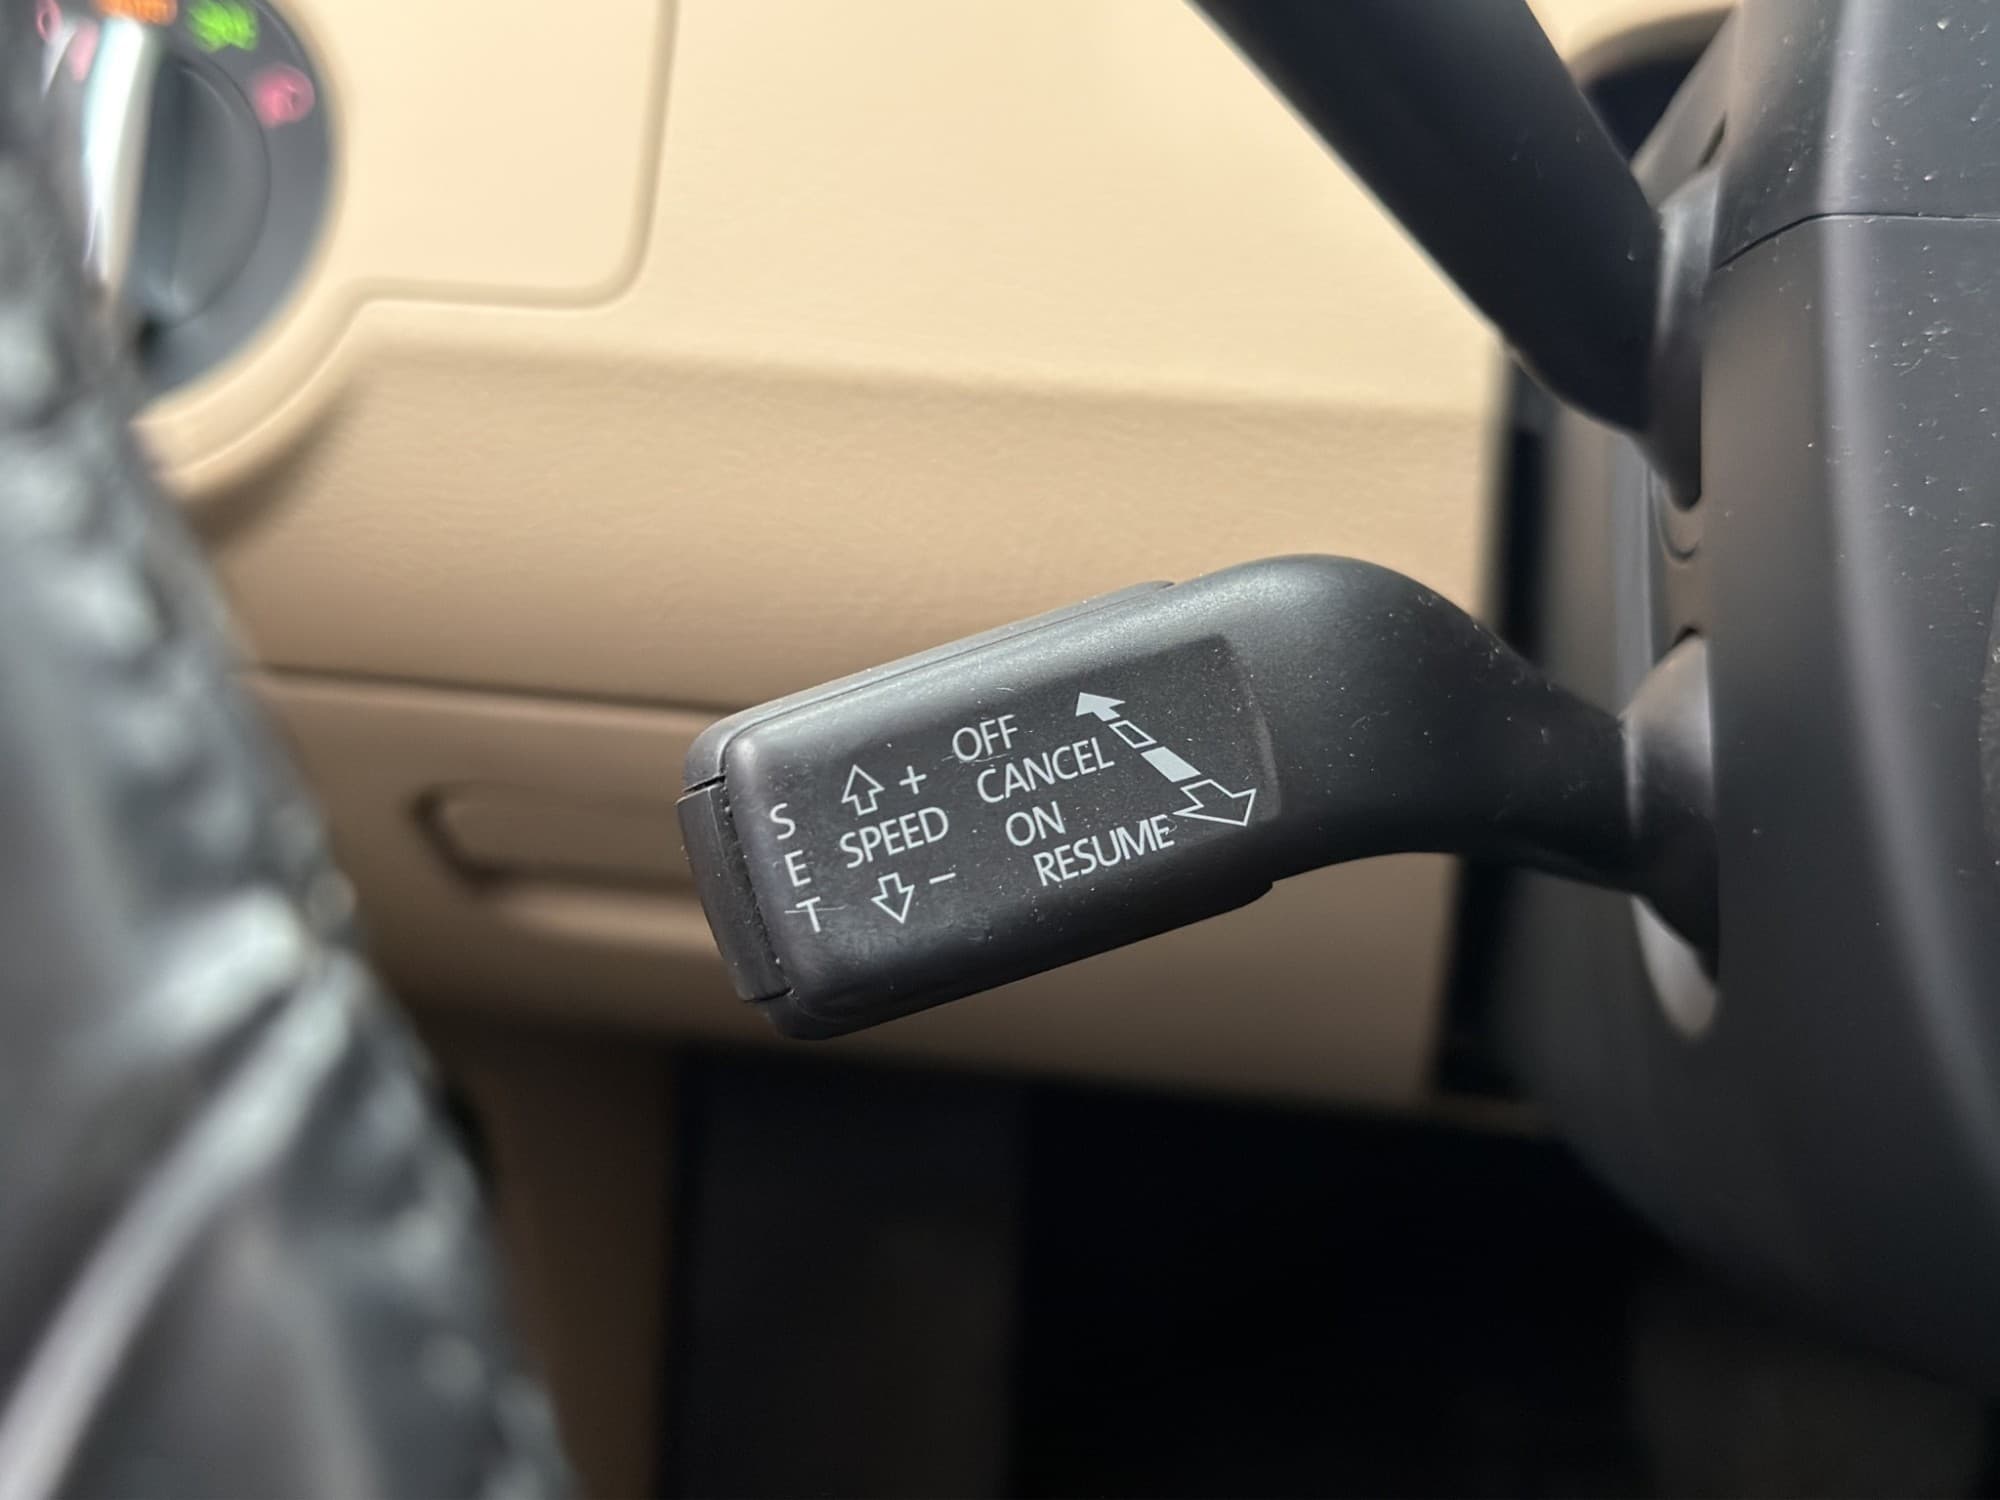 S
E
T
+
SPEED
−
OFF
CANCEL
ON
RESUME